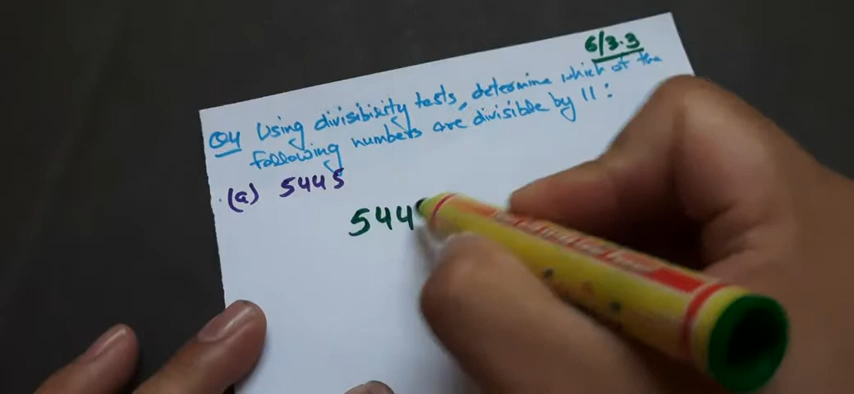 6/3.3
Q4 Using divisibility tests, determine which of the
following numbers are divisible by 11:
(a) 5445
544